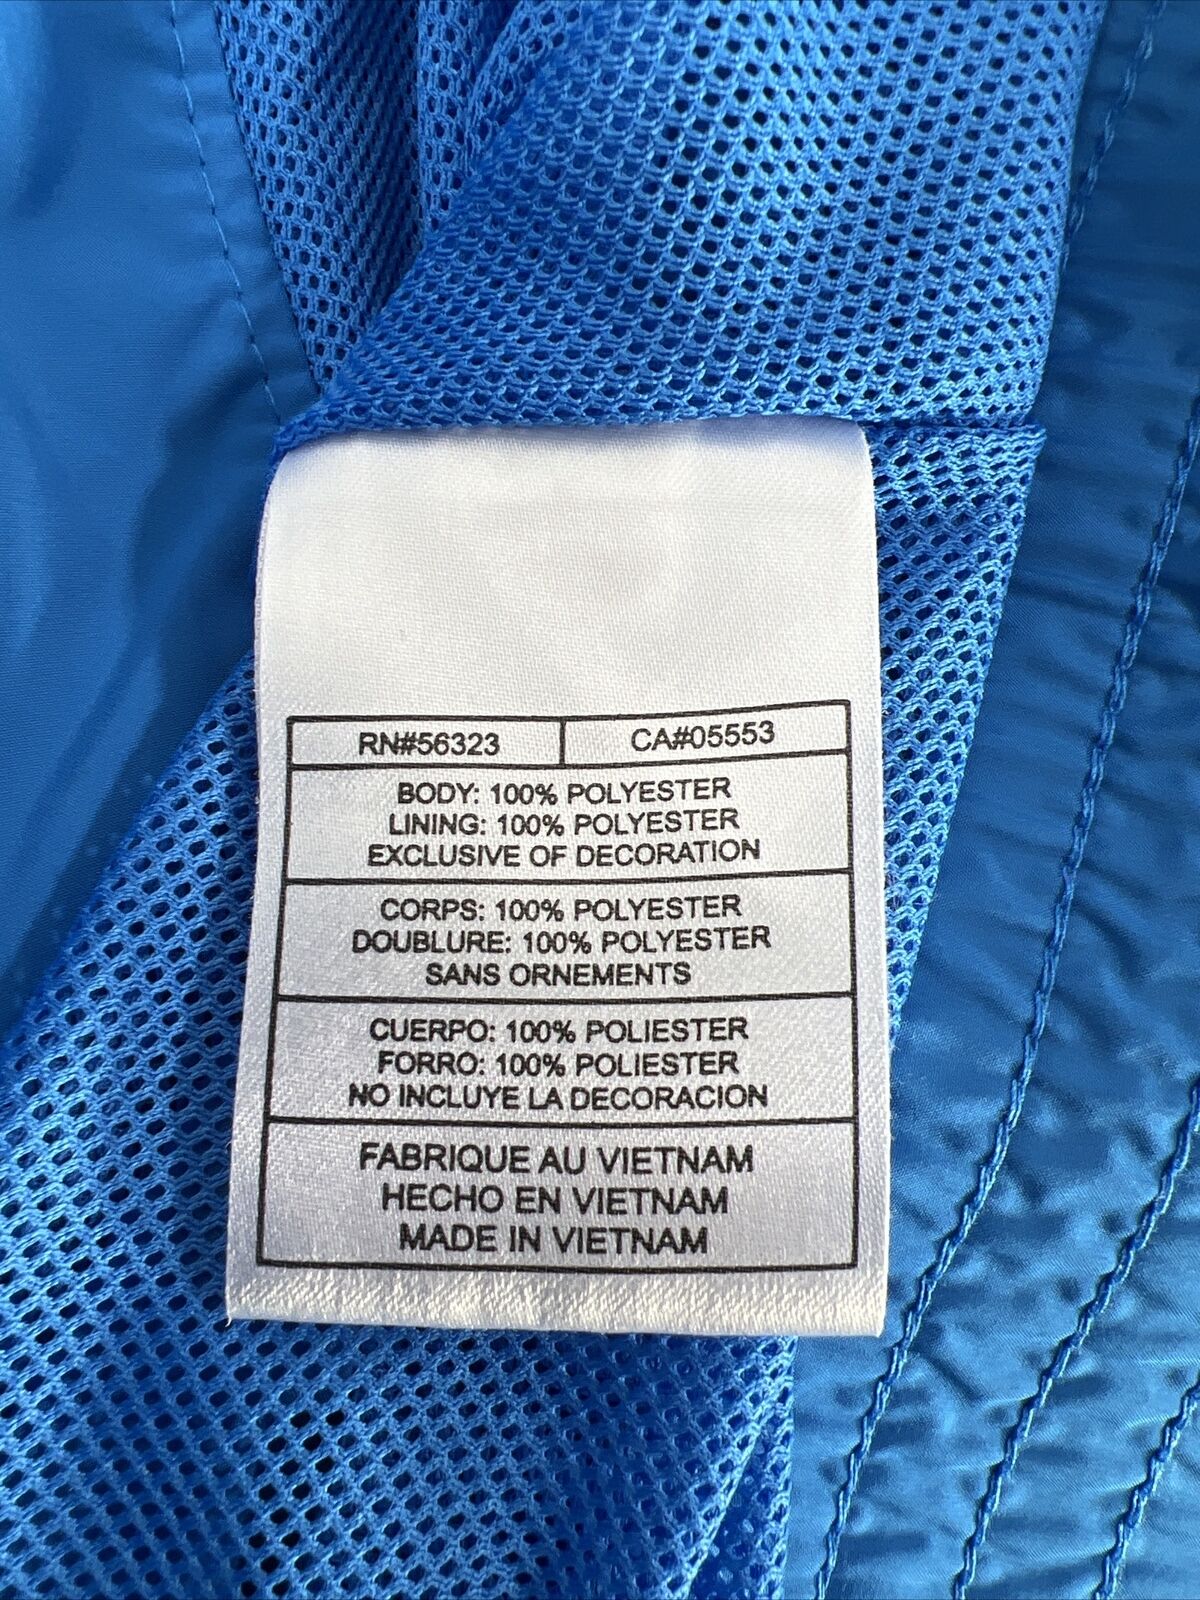 RN#56323 CA#05553
BODY: 100% POLYESTER
LINING: 100% POLYESTER
EXCLUSIVE OF DECORATION
CORPS: 100% POLYESTER
DOUBLURE: 100% POLYESTER
SANS ORNEMENTS
CUERPO: 100% POLIESTER
FORRO: 100% POLIESTER
NO INCLUYE LA DECORACION
FABRIQUE AU VIETNAM
HECHO EN VIETNAM
MADE IN VIETNAM